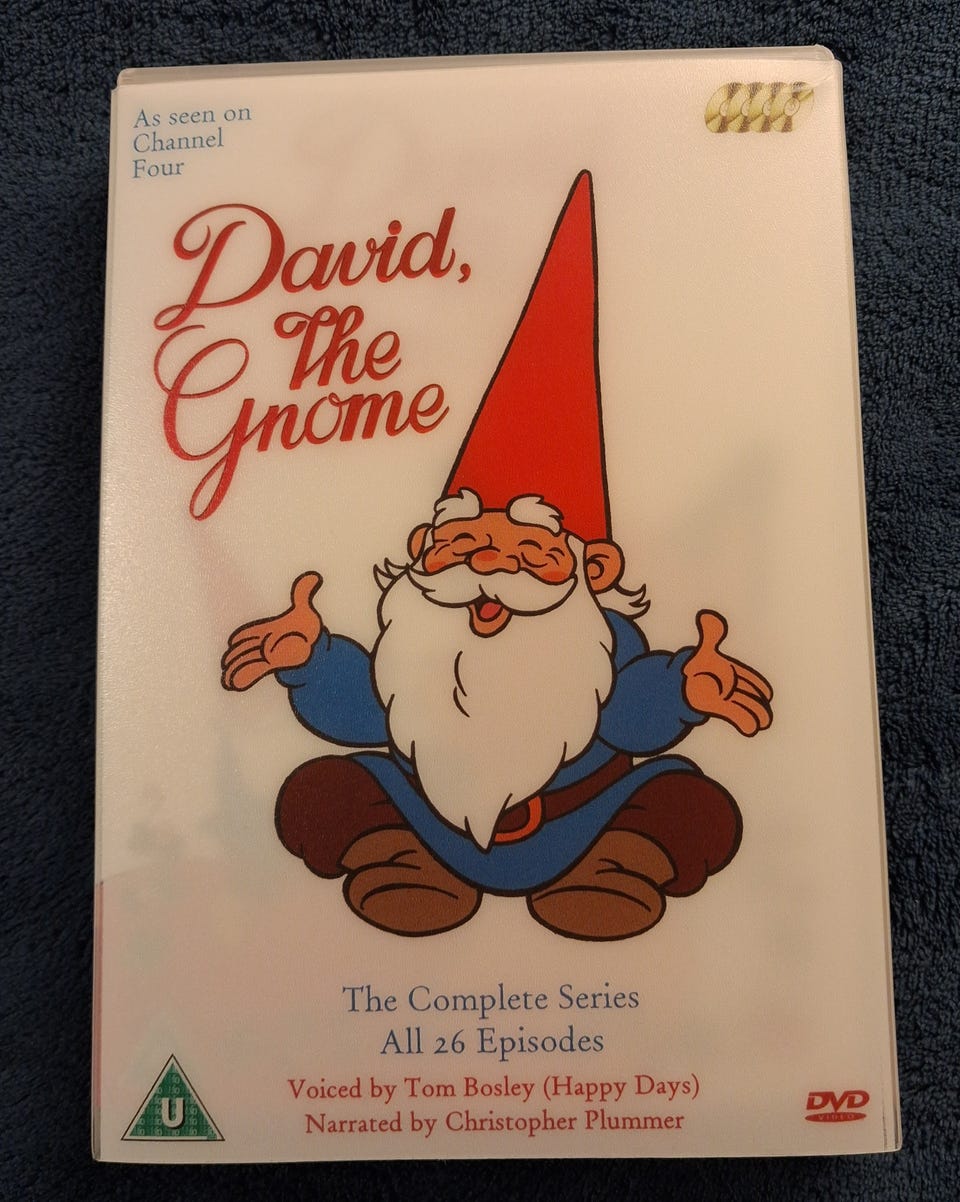 As seen on
Channel
Four
David,
The
Gnome
The Complete Series
All 26 Episodes
Voiced by Tom Bosley (Happy Days)
Narrated by Christopher Plummer
U
DVD
VIDEO